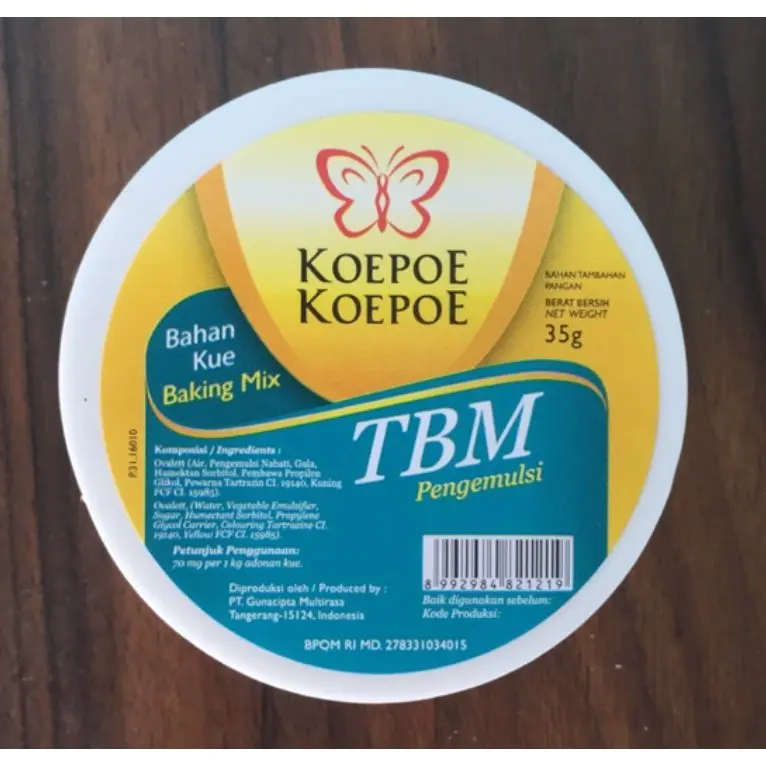 KOEPOE
KOEPOE
BAHAN TAMBAHAN
PANGAN
BERAT BERSIH
NET WEIGHT
35g
Bahan
Kue
Baking Mix
TBM
Pengemulsi
P.31.16010
Komposisi / Ingredients :
Ovalett (Air, Pengemulsi Nabati, Gula,
Humektan Sorbitol, Pembawa Propilen
Glikol, Pewarna Tartrazin CI. 19140, Kuning
FCF CI. 15985).
Ovalett, (Water, Vegetable Emulsifier,
Sugar, Humectant Sorbitol, Propylene
Glycol Carrier, Colouring Tartrazine CI.
19140, Yellow FCF CI. 15985).
Petunjuk Penggunaan:
70 mg per 1 kg adonan kue.
Diproduksi oleh / Produced by :
PT. Gunacipta Multirasa
Tangerang-15124, Indonesia
8 992984 821219
Baik digunakan sebelum:
Kode Produksi:
BPOM RI MD. 278331034015